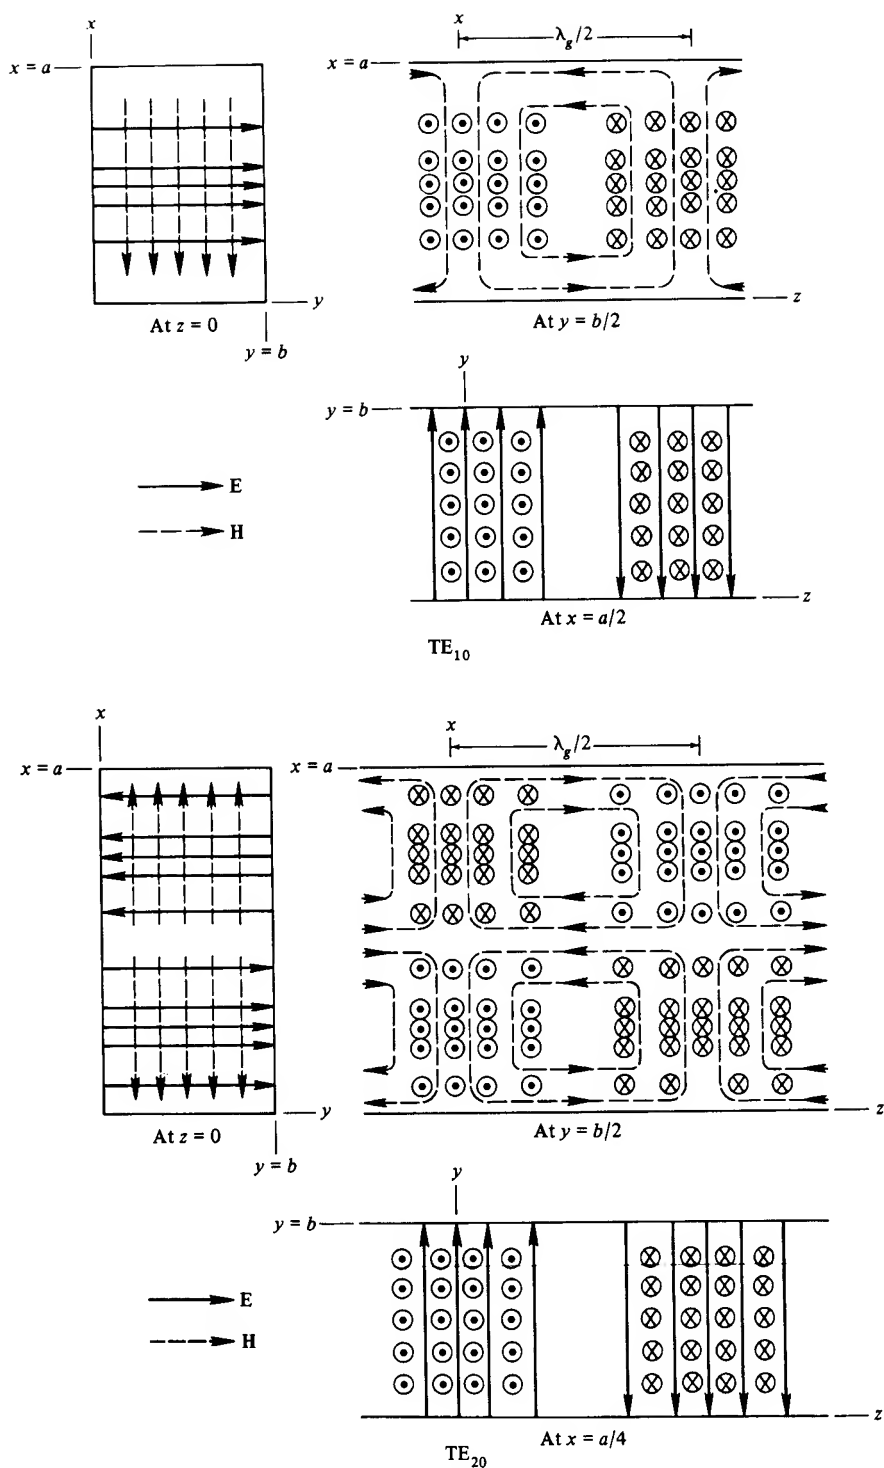 x
x = a
y
At z = 0
y = b
x
λg/2
x = a
z
At y = b/2
y
y = b
z
At x = a/2
E
H
TE10
x
x = a
y
At z = 0
y = b
x
λg/2
x = a
z
At y = b/2
y
y = b
z
At x = a/4
E
H
TE20